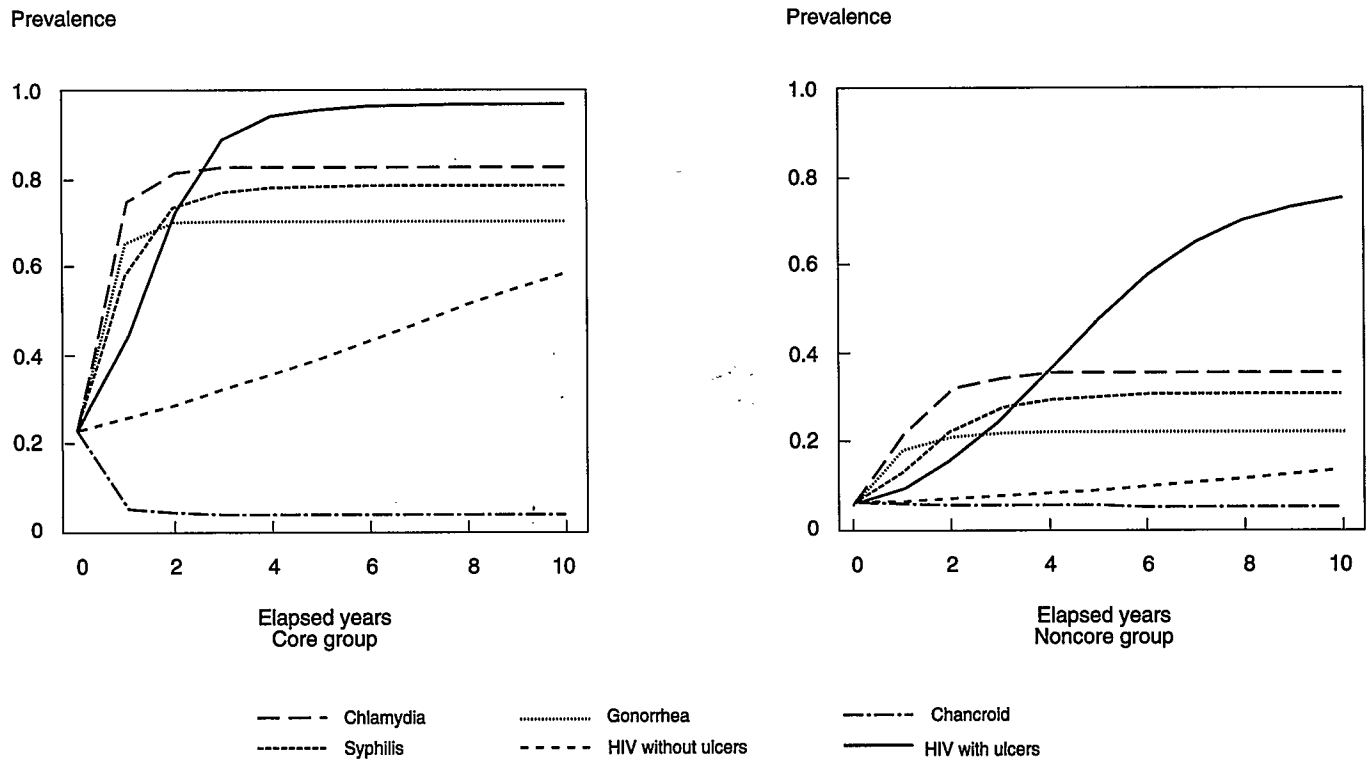 Prevalence
1.0
0.8
0.6
0.4
0.2
0
0 2 4 6 8 10
Elapsed years
Core group
Prevalence
1.0
0.8
0.6
0.4
0.2
0
0 2 4 6 8 10
Elapsed years
Noncore group
Chlamydia Gonorrhea Chancroid
Syphilis HIV without ulcers HIV with ulcers